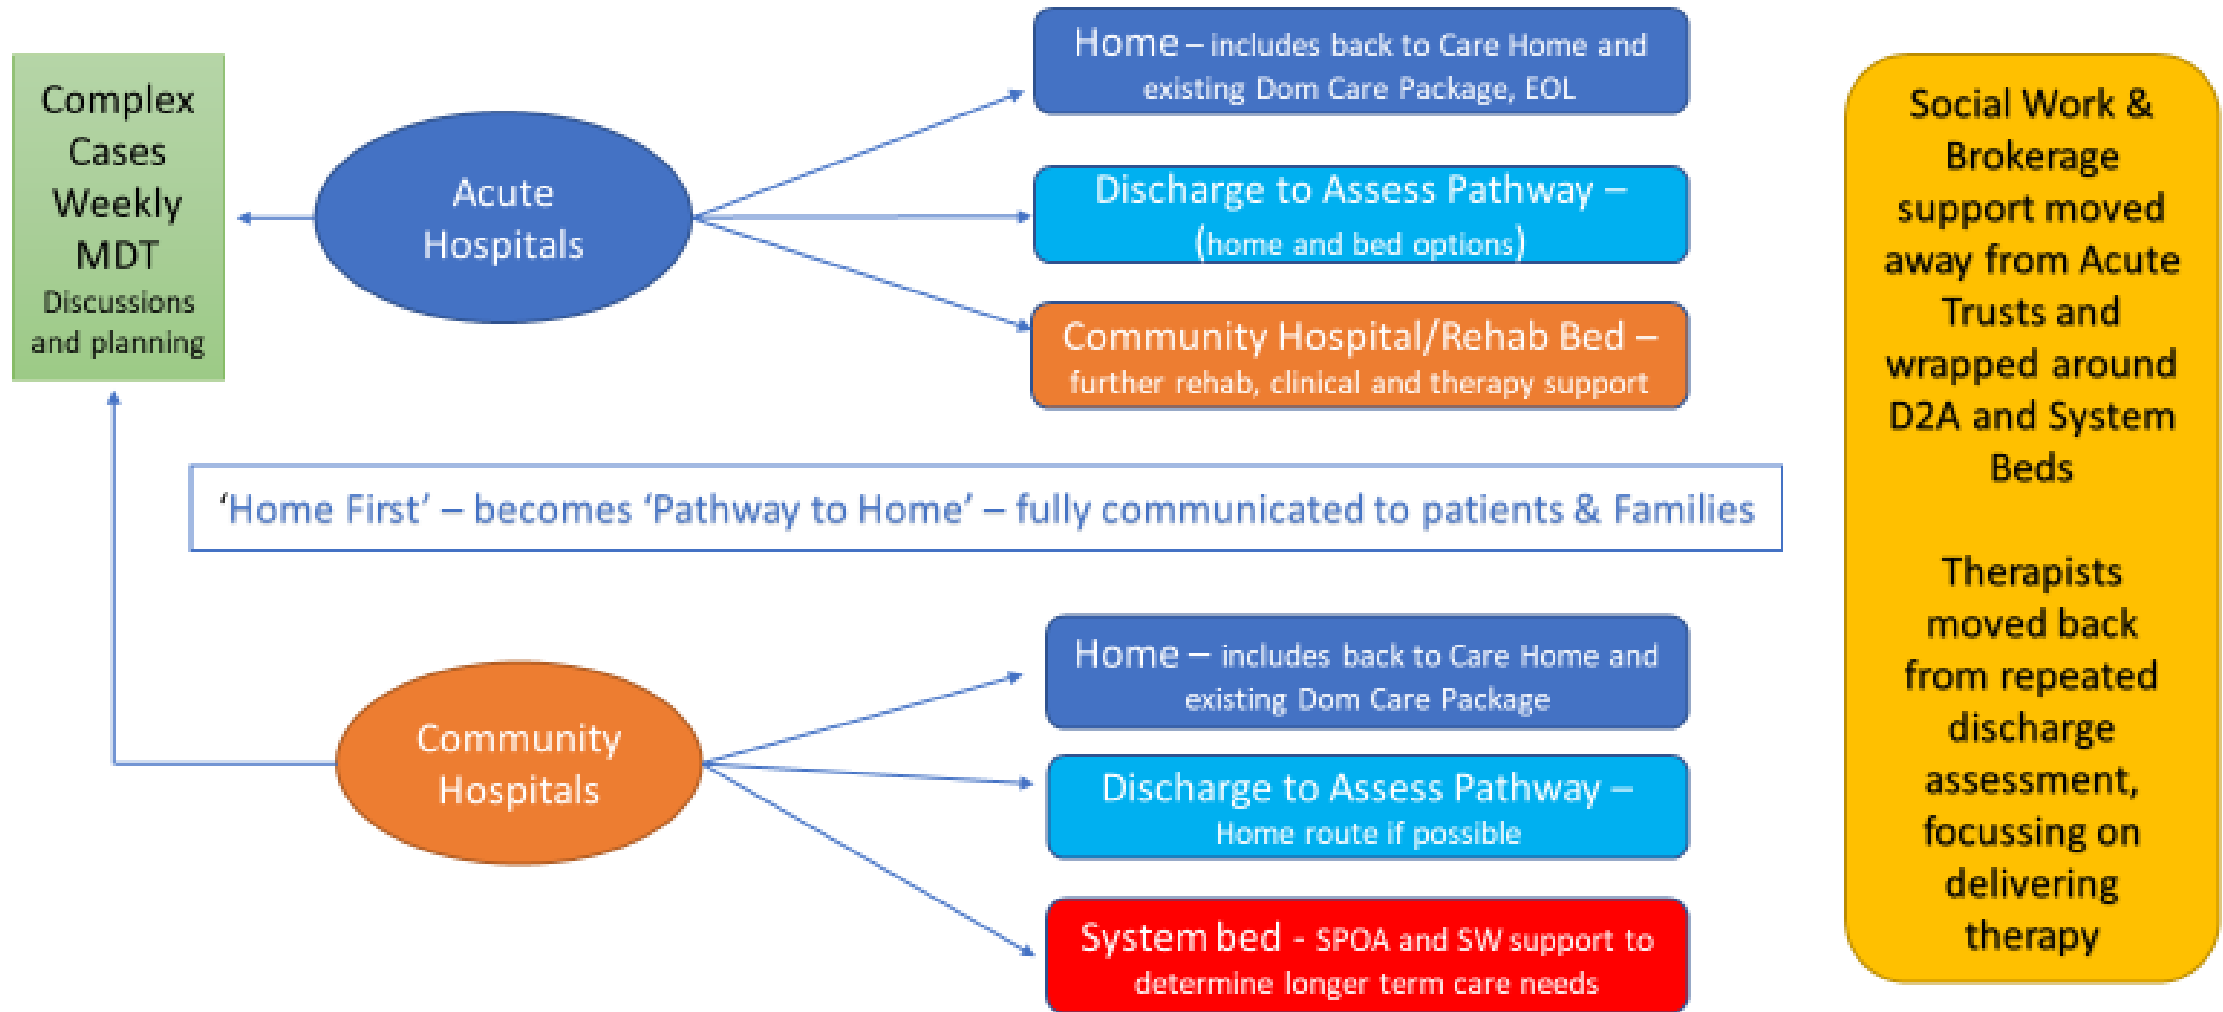 Complex
Cases
Weekly
MDT
Discussions
and planning
Acute
Hospitals
Home – includes back to Care Home and
existing Dom Care Package, EOL
Discharge to Assess Pathway –
(home and bed options)
Community Hospital/Rehab Bed –
further rehab, clinical and therapy support
‘Home First’ – becomes ‘Pathway to Home’ – fully communicated to patients & Families
Community
Hospitals
Home – includes back to Care Home and
existing Dom Care Package
Discharge to Assess Pathway –
Home route if possible
System bed - SPOA and SW support to
determine longer term care needs
Social Work &
Brokerage
support moved
away from Acute
Trusts and
wrapped around
D2A and System
Beds
Therapists
moved back
from repeated
discharge
assessment,
focussing on
delivering
therapy